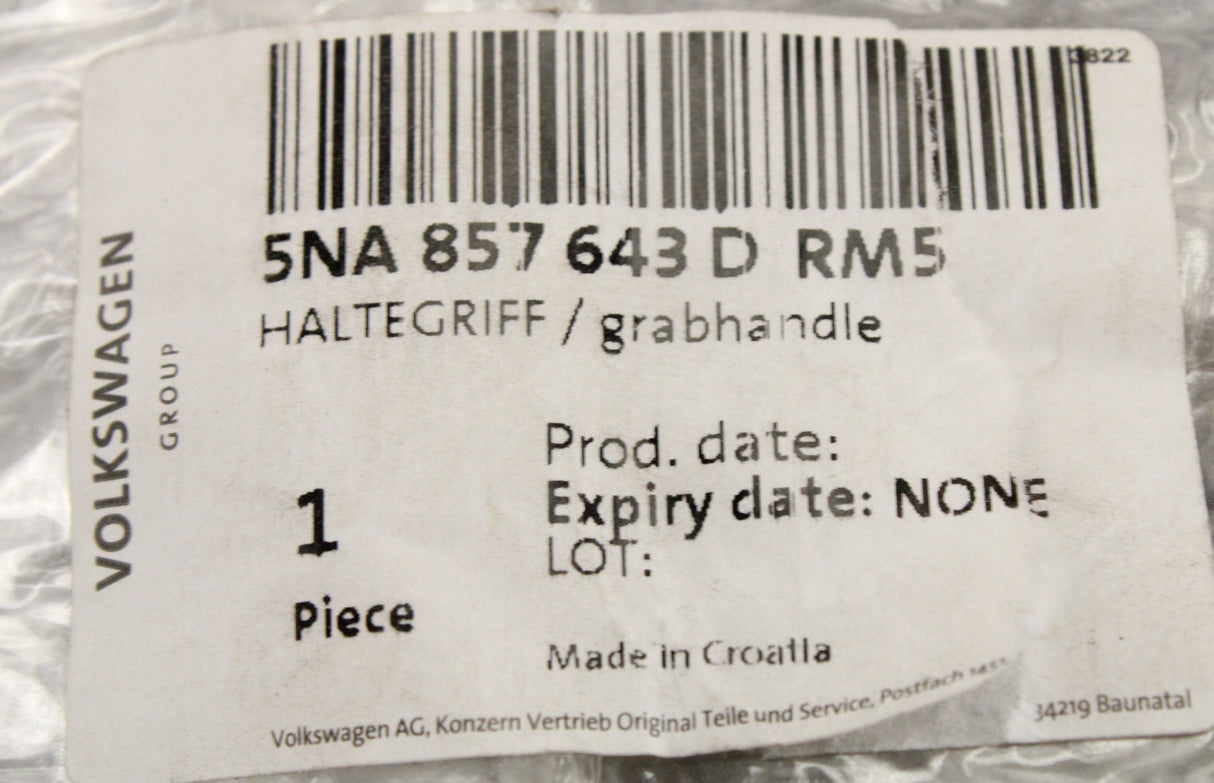 3822
5NA 857 643 D RM5
HALTEGRIFF / grabhandle
Prod. date:
Expiry date: NONE
LOT:
1
Piece
Made in Croatia
Volkswagen AG, Konzern Vertrieb Original Teile und Service, Postfach
34219 Baunatal
VOLKSWAGEN
GROUP